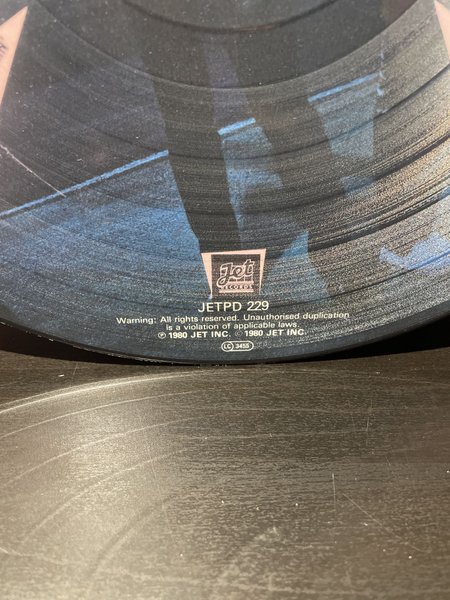 Jet
RECORDS
JETPD 229
Warning: All rights reserved. Unauthorised duplication
is a violation of applicable laws.
℗ 1980 JET INC. © 1980 JET INC.
LC 3455